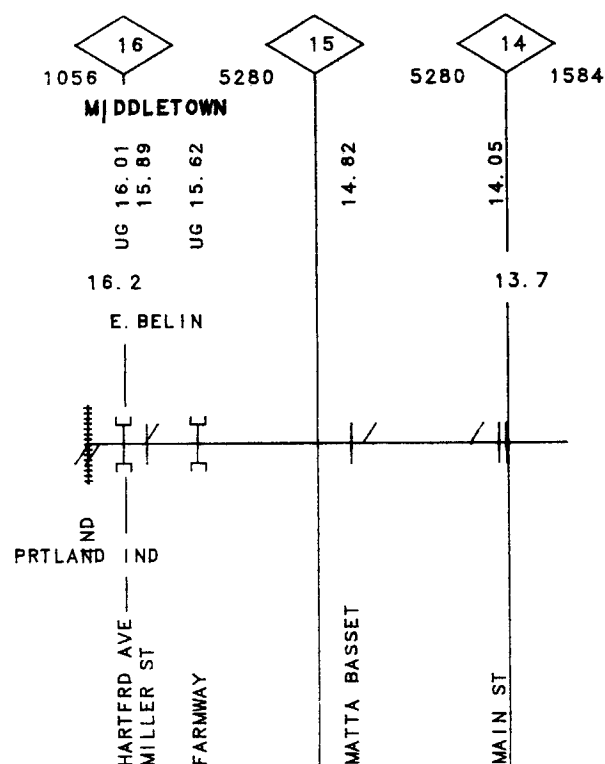 16 15 14
1056 5280 5280 1584
MIDDLETOWN
UG 16.01
15.89
UG 15.62
14.82
14.05
16.2 13.7
E. BELIN
ND
PRTLAND IND
HARTFRD AVE
MILLER ST
FARMWAY
MATTA BASSET
MAIN ST